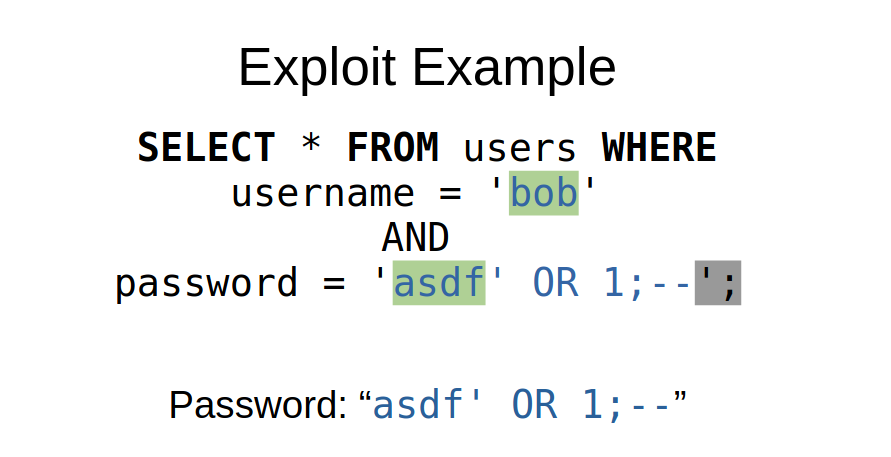 Exploit Example
SELECT * FROM users WHERE
username = 'bob'
AND
password = 'asdf' OR 1;--';
Password: “asdf' OR 1;--”